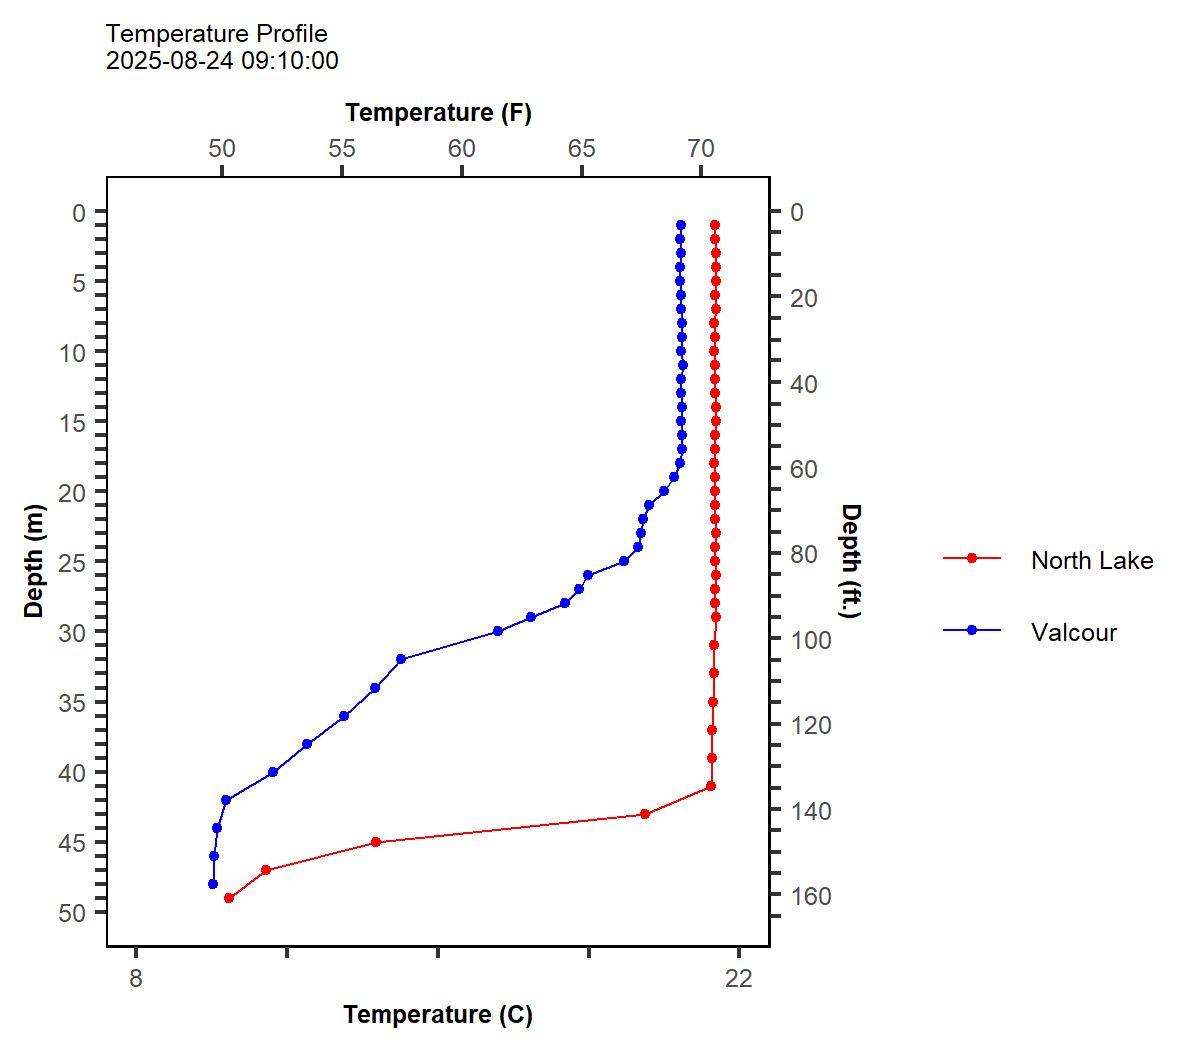 Temperature Profile
2025-08-24 09:10:00
Temperature (F)
50 55 60 65 70
0
5
10
15
20
25
30
35
40
45
50
Depth (m)
0
20
40
60
80
100
120
140
160
Depth (ft.)
8 22
Temperature (C)
North Lake
Valcour